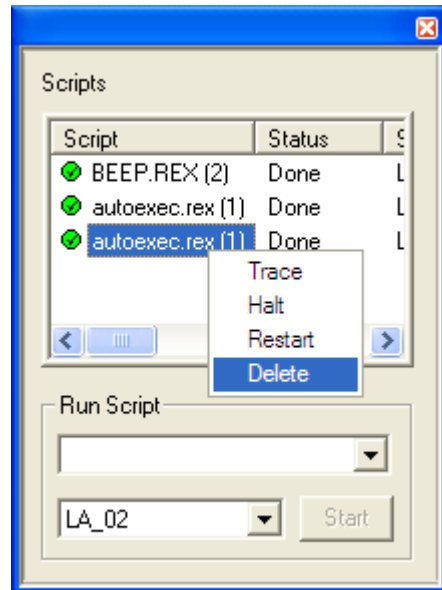 Scripts
Script Status S
BEEP.REX (2) Done L
autoexec.rex (1) Done L
autoexec.rex (1) Done L
Trace
Halt
Restart
Delete
Run Script
LA_02 Start